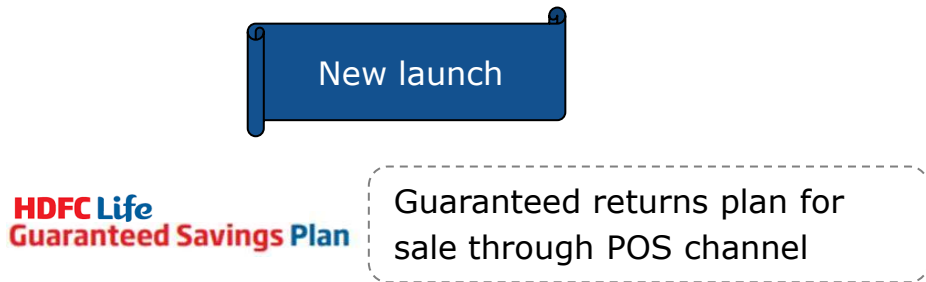 New launch
HDFC Life
Guaranteed Savings Plan
Guaranteed returns plan for
sale through POS channel